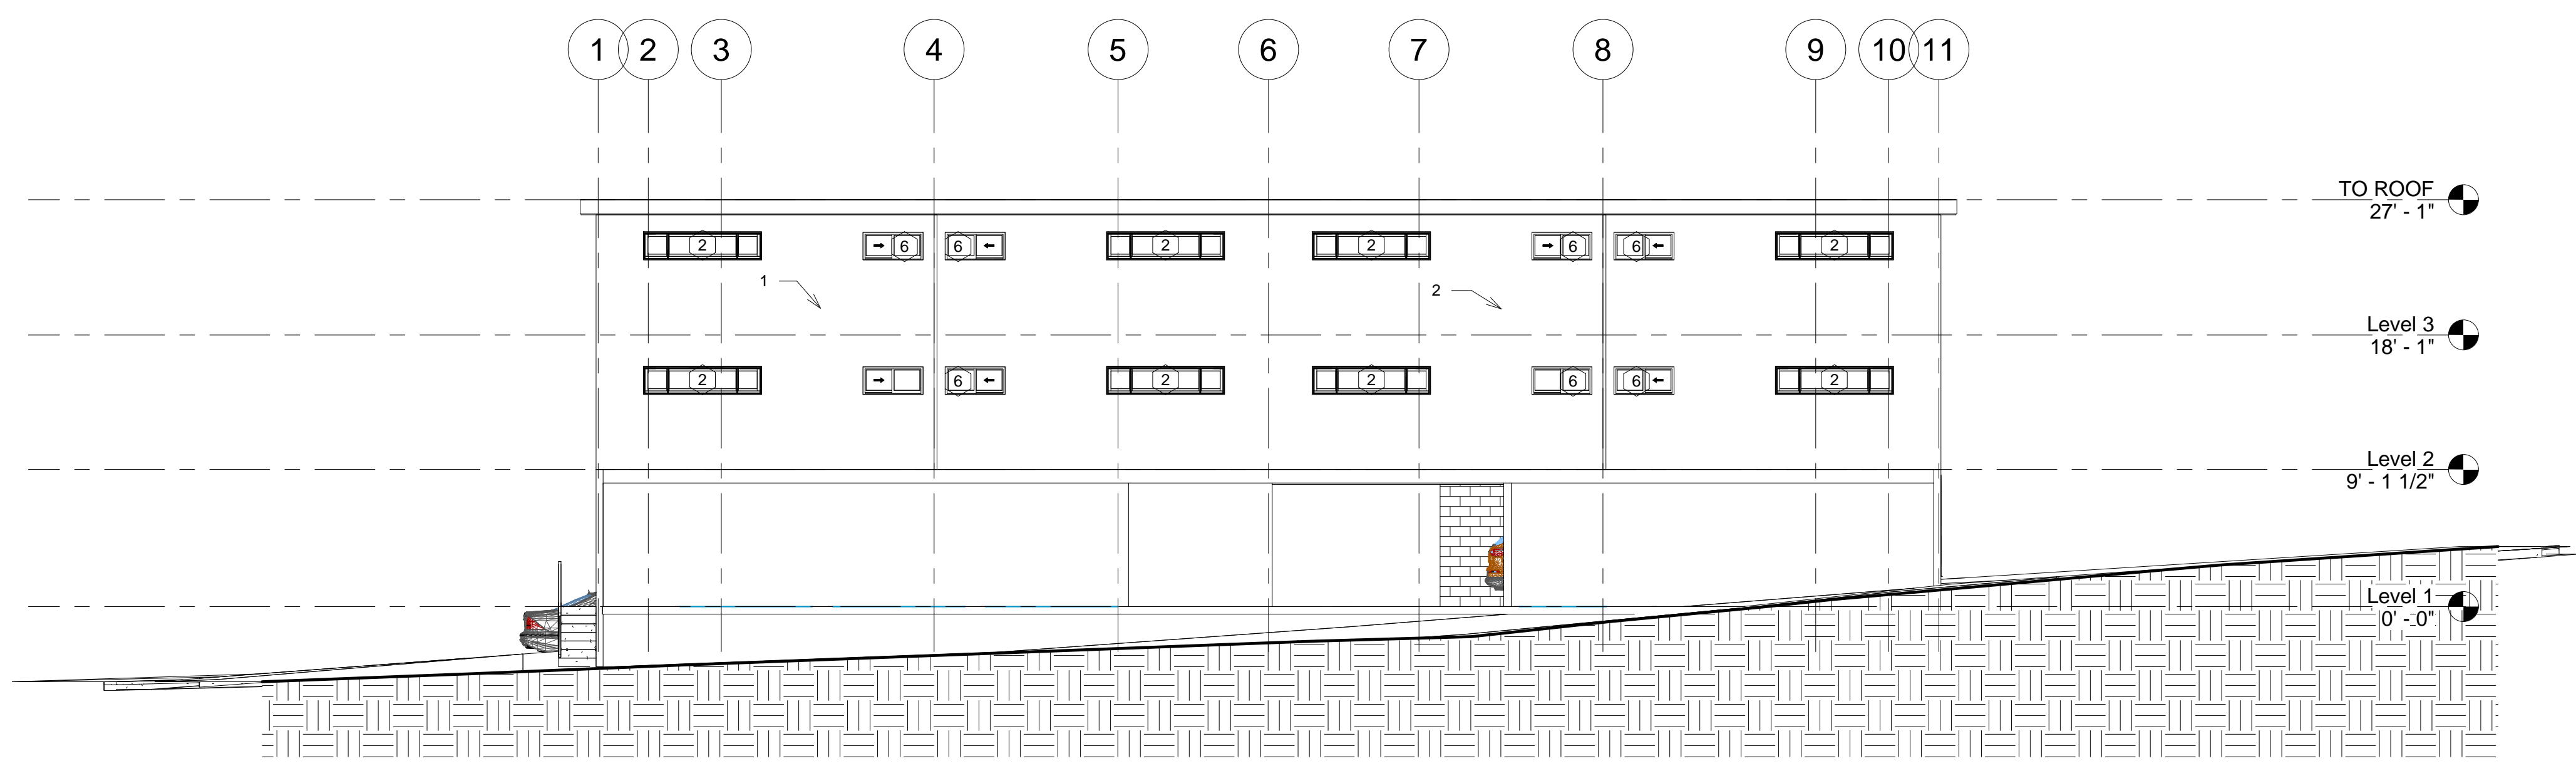 1 2 3 4 5 6 7 8 9 10 11
TO ROOF
27' - 1"
2 6 6 2 2 6 6 2
1
2
Level 3
18' - 1"
2 6 2 2 6 6 2
Level 2
9' - 1 1/2"
Level 1
0' - 0"